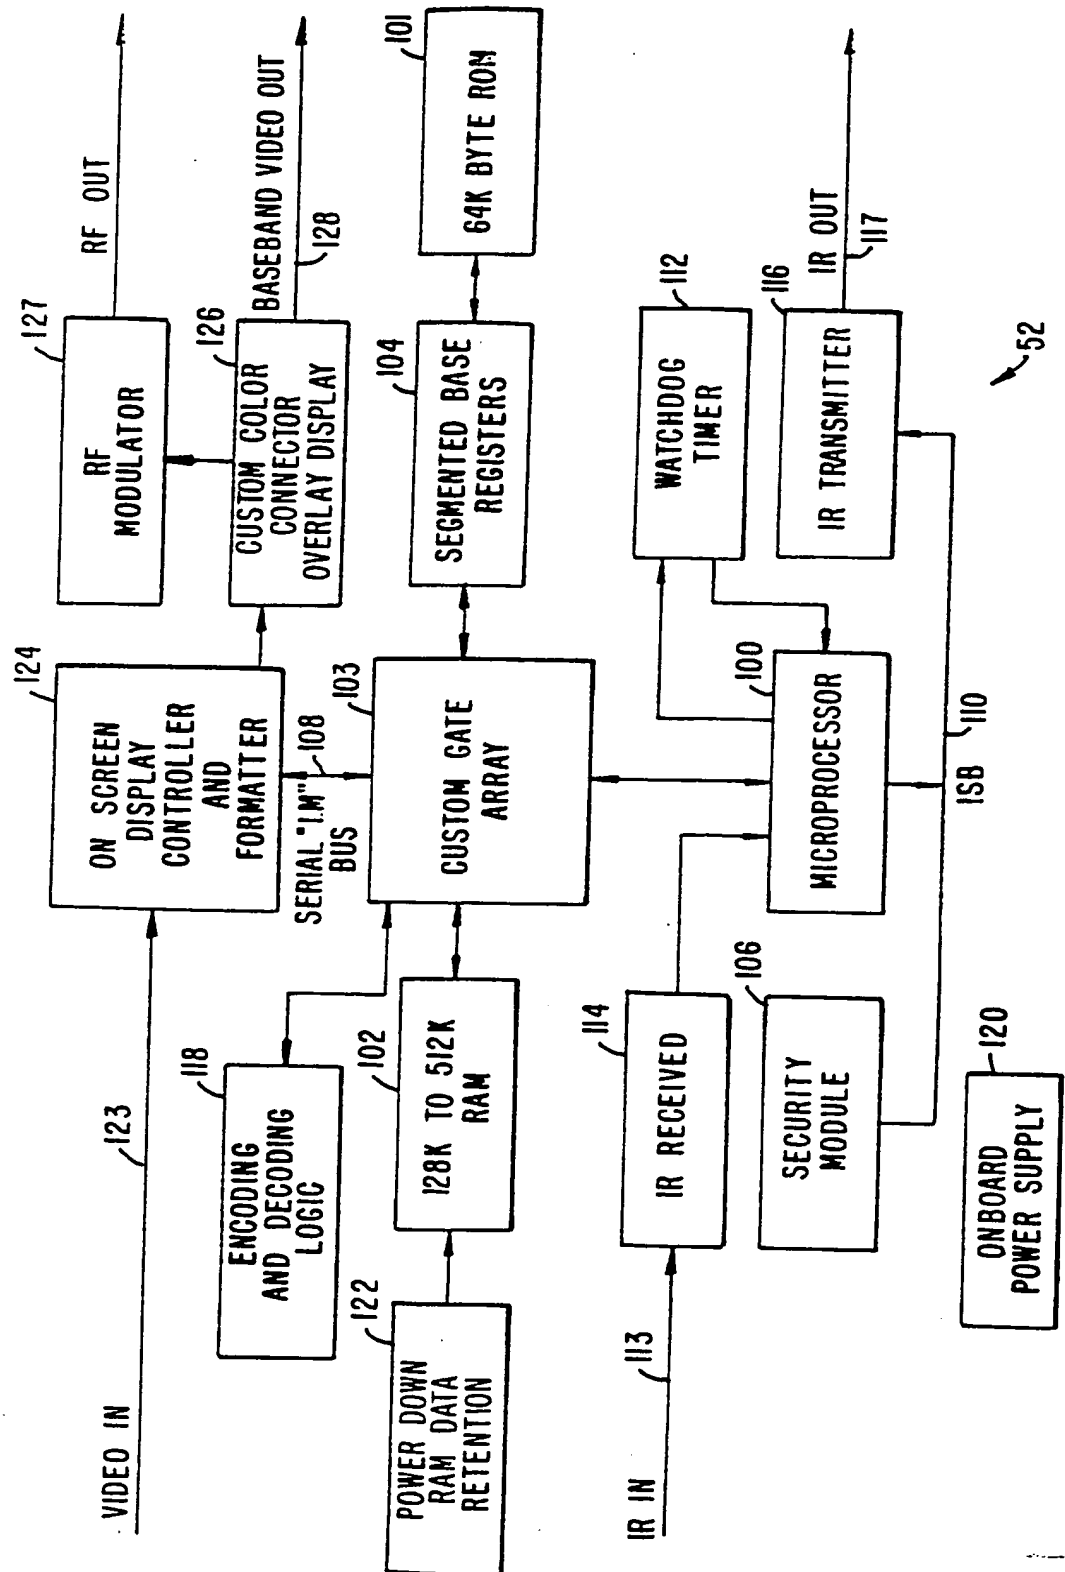 VIDEO IN
123
ON SCREEN
DISPLAY
CONTROLLER
AND
FORMATTER
124
RF
MODULATOR
127
RF OUT
CUSTOM COLOR
CONNECTOR
OVERLAY DISPLAY
126
BASEBAND VIDEO OUT
128
ENCODING
AND DECODING
LOGIC
118
SERIAL "I.M"
BUS
108
POWER DOWN
RAM DATA
RETENTION
122
128K TO 512K
RAM
102
CUSTOM GATE
ARRAY
103
SEGMENTED BASE
REGISTERS
104
64K BYTE ROM
101
IR IN
113
IR RECEIVED
114
WATCHDOG
TIMER
112
SECURITY
MODULE
106
MICROPROCESSOR
100
IR TRANSMITTER
116
IR OUT
117
ISB
110
ONBOARD
POWER SUPPLY
120
52